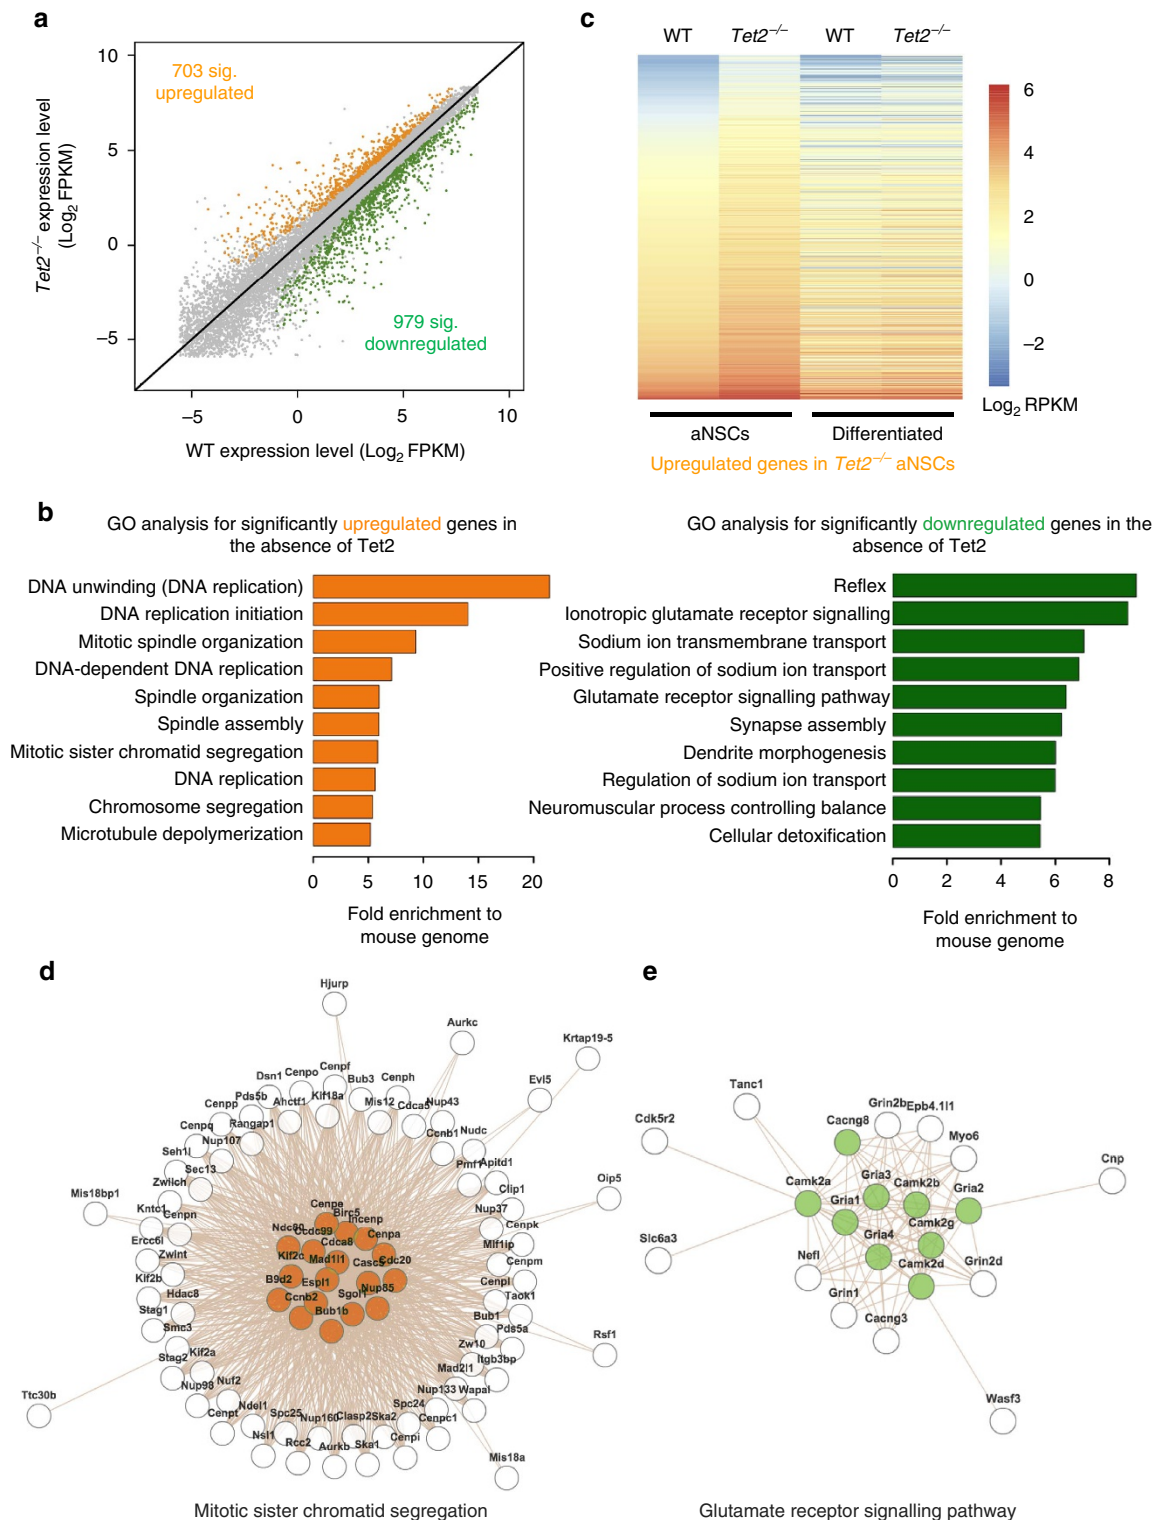 a
10
5
0
−5
−5
0
5
10
703 sig.
upregulated
979 sig.
downregulated
Tet2−/− expression level
(Log2 FPKM)
WT expression level (Log2 FPKM)
c
WT
Tet2−/−
WT
Tet2−/−
6
4
2
0
−2
Log2 RPKM
aNSCs
Differentiated
Upregulated genes in Tet2−/− aNSCs
b
GO analysis for significantly upregulated genes in
the absence of Tet2
DNA unwinding (DNA replication)
DNA replication initiation
Mitotic spindle organization
DNA-dependent DNA replication
Spindle organization
Spindle assembly
Mitotic sister chromatid segregation
DNA replication
Chromosome segregation
Microtubule depolymerization
0
5
10
15
20
Fold enrichment to
mouse genome
GO analysis for significantly downregulated genes in the
absence of Tet2
Reflex
Ionotropic glutamate receptor signalling
Sodium ion transmembrane transport
Positive regulation of sodium ion transport
Glutamate receptor signalling pathway
Synapse assembly
Dendrite morphogenesis
Regulation of sodium ion transport
Neuromuscular process controlling balance
Cellular detoxification
0
2
4
6
8
Fold enrichment to
mouse genome
d
Hjurp
Aurkc
Krtap19-5
Evl5
Oip5
Rsf1
Mis18a
Ttc30b
Mis18bp1
Dsn1
Cenpo
Cenpf
Bub3
Cenph
Pds5b
Ahctf1
Kif18a
Mis12
Cdca5
Nup43
Cenpp
Rangap1
Ccnb1
Nudc
Cenpq
Nup107
Pmf1
Apitd1
Seh1l
Sec13
Clip1
Zwilch
Nup37
Kntc1
Cenpn
Cenpk
Ercc6l
Mlf1ip
Zwint
Cenpm
Kif2b
Cenpl
Hdac8
Taok1
Stag1
Bub1
Smc3
Pds5a
Stag2
Kif2a
Zw10
Itgb3bp
Mad2l1
Nup98
Nuf2
Nup133
Wapal
Cenpt
Ndel1
Spc25
Nup160
Clasp2
Ska2
Spc24
Cenpc1
Nsl1
Rcc2
Aurkb
Ska1
Cenpi
Cenpe
Birc5
Incenp
Ndc80
Ccdc99
Cenpa
Cdca8
Kif2c
Mad1l1
Casc5
Cdc20
B9d2
Espl1
Nup85
Ccnb2
Sgol1
Bub1b
Mitotic sister chromatid segregation
e
Tanc1
Cdk5r2
Slc6a3
Cnp
Wasf3
Cacng8
Grin2b
Epb4.1l1
Myo6
Camk2a
Gria3
Camk2b
Gria2
Gria1
Camk2g
Gria4
Camk2d
Nefl
Grin2d
Grin1
Cacng3
Glutamate receptor signalling pathway